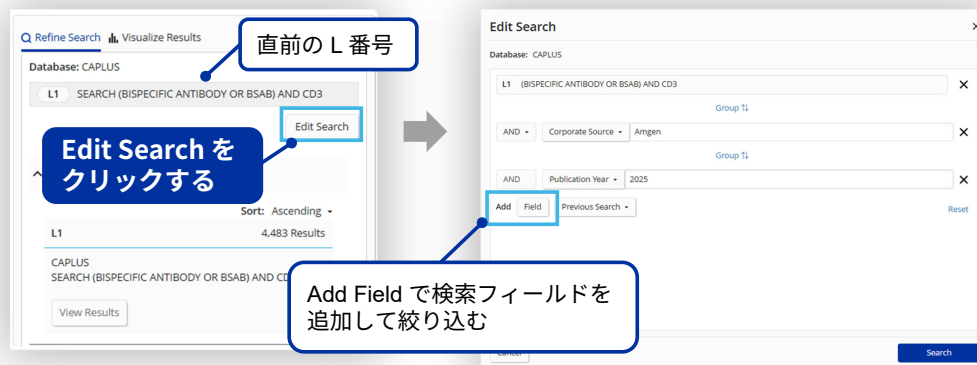 Refine Search Visualize Results
直前の L 番号
Database: CAPLUS
L1 SEARCH (BISPECIFIC ANTIBODY OR BSAB) AND CD3
Edit Search
Edit Search を
クリックする
Sort: Ascending
L1 4,483 Results
CAPLUS
SEARCH (BISPECIFIC ANTIBODY OR BSAB) AND
View Results
Edit Search
Database: CAPLUS
L1 (BISPECIFIC ANTIBODY OR BSAB) AND CD3
Group
AND Corporate Source Amgen
Group
AND Publication Year 2025
Add Field Previous Search Reset
Add Field で検索フィールドを
追加して絞り込む
Cancel Search